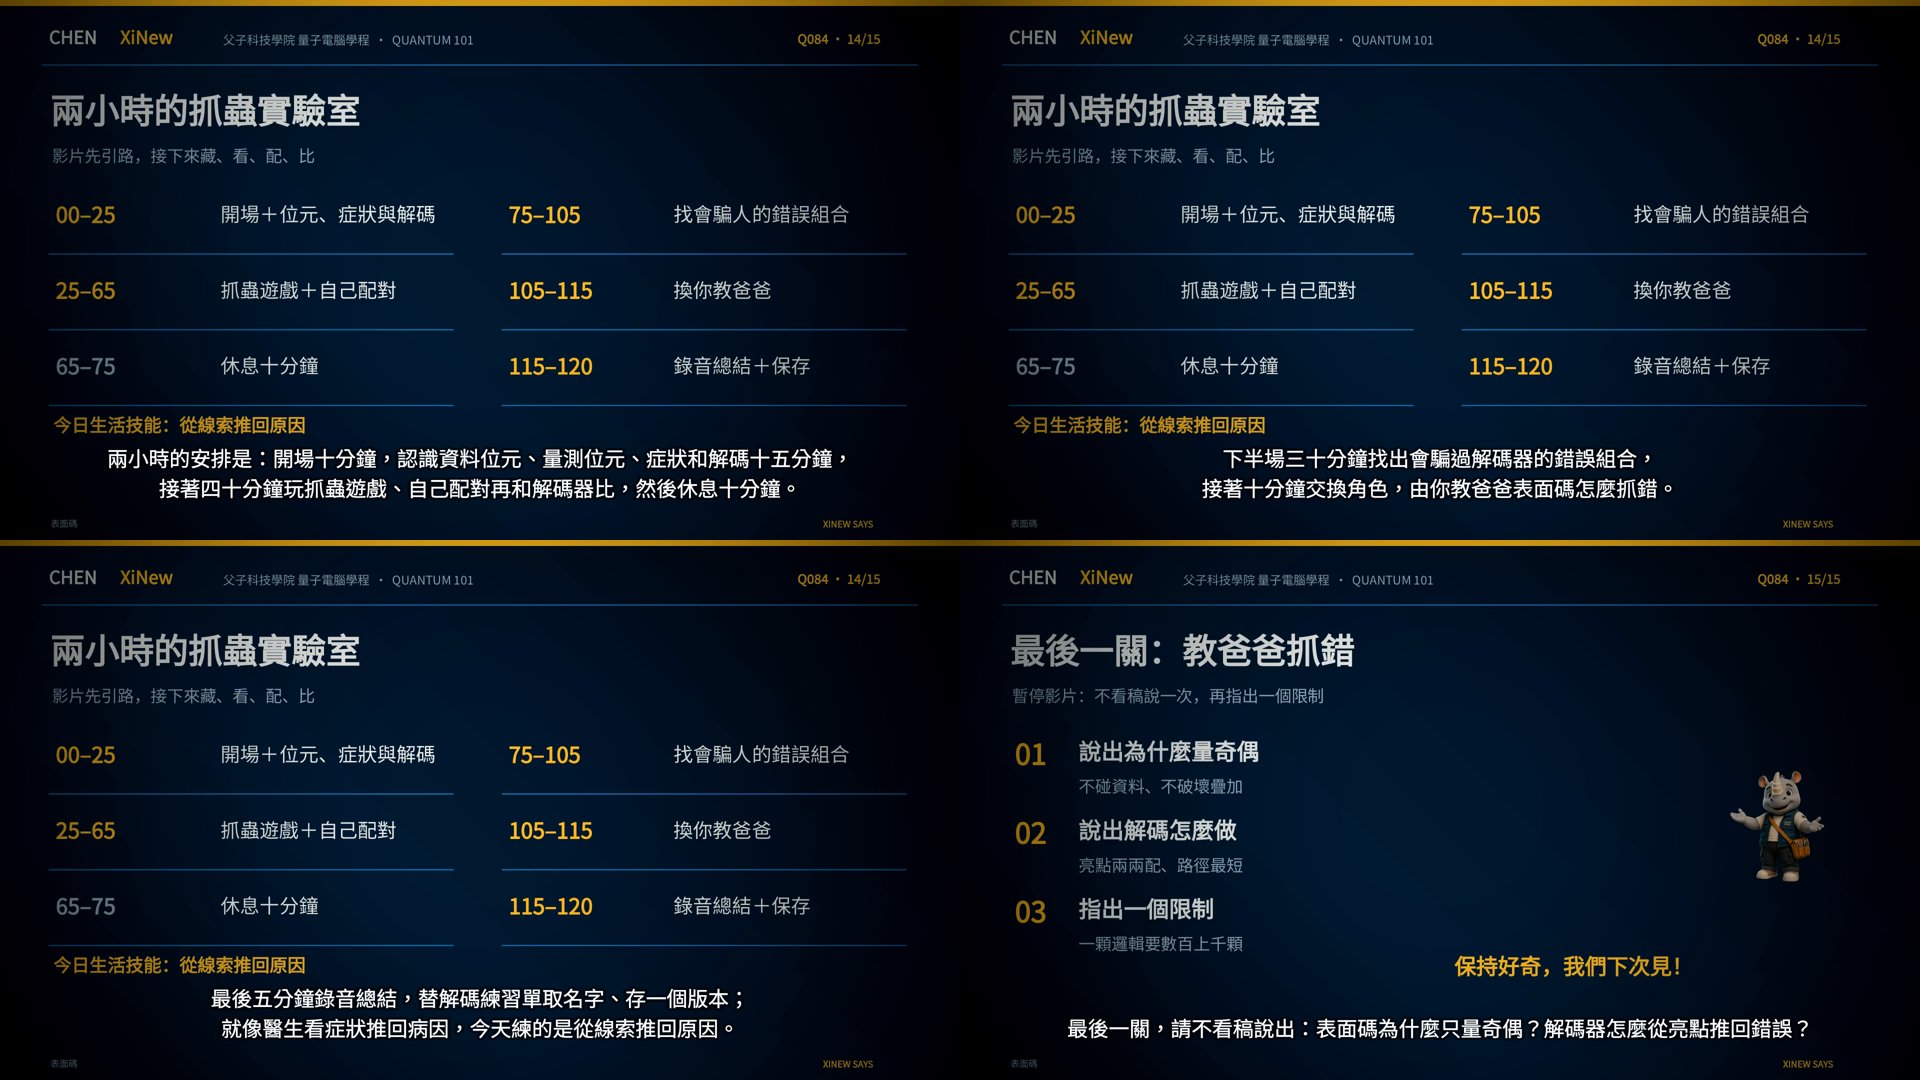 CHEN XiNew 父子科技學院 量子電腦學程 · QUANTUM 101 Q084 · 14/15
兩小時的抓蟲實驗室
影片先引路，接下來藏、看、配、比
00–25 開場＋位元、症狀與解碼 75–105 找會騙人的錯誤組合
25–65 抓蟲遊戲＋自己配對 105–115 換你教爸爸
65–75 休息十分鐘 115–120 錄音總結＋保存
今日生活技能：從線索推回原因
兩小時的安排是：開場十分鐘，認識資料位元、量測位元、症狀和解碼十五分鐘，
接著四十分鐘玩抓蟲遊戲、自己配對再和解碼器比，然後休息十分鐘。
表面碼 XINEW SAYS
CHEN XiNew 父子科技學院 量子電腦學程 · QUANTUM 101 Q084 · 14/15
兩小時的抓蟲實驗室
影片先引路，接下來藏、看、配、比
00–25 開場＋位元、症狀與解碼 75–105 找會騙人的錯誤組合
25–65 抓蟲遊戲＋自己配對 105–115 換你教爸爸
65–75 休息十分鐘 115–120 錄音總結＋保存
今日生活技能：從線索推回原因
下半場三十分鐘找出會騙過解碼器的錯誤組合，
接著十分鐘交換角色，由你教爸爸表面碼怎麼抓錯。
表面碼 XINEW SAYS
CHEN XiNew 父子科技學院 量子電腦學程 · QUANTUM 101 Q084 · 14/15
兩小時的抓蟲實驗室
影片先引路，接下來藏、看、配、比
00–25 開場＋位元、症狀與解碼 75–105 找會騙人的錯誤組合
25–65 抓蟲遊戲＋自己配對 105–115 換你教爸爸
65–75 休息十分鐘 115–120 錄音總結＋保存
今日生活技能：從線索推回原因
最後五分鐘錄音總結，替解碼練習單取名字、存一個版本；
就像醫生看症狀推回病因，今天練的是從線索推回原因。
表面碼 XINEW SAYS
CHEN XiNew 父子科技學院 量子電腦學程 · QUANTUM 101 Q084 · 15/15
最後一關：教爸爸抓錯
暫停影片：不看稿說一次，再指出一個限制
01 說出為什麼量奇偶
不碰資料、不破壞疊加
02 說出解碼怎麼做
亮點兩兩配、路徑最短
03 指出一個限制
一顆邏輯要數百上千顆
保持好奇，我們下次見！
最後一關，請不看稿說出：表面碼為什麼只量奇偶？解碼器怎麼從亮點推回錯誤？
表面碼 XINEW SAYS